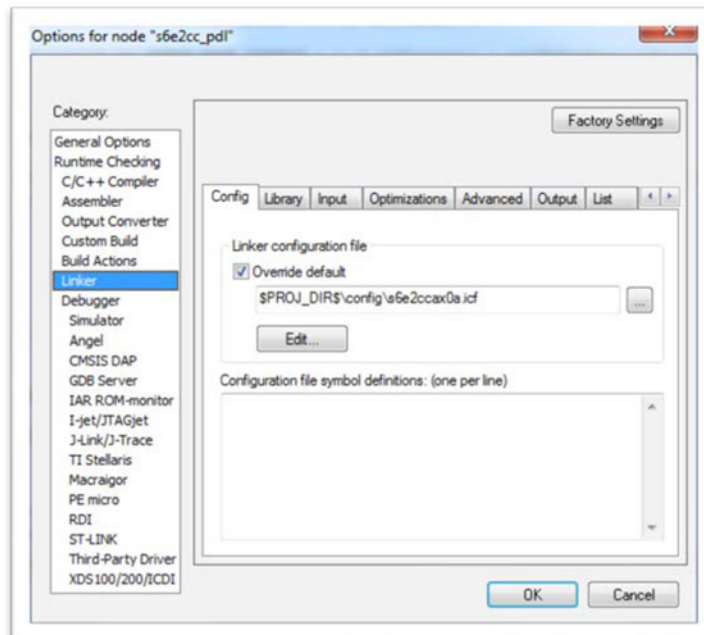 Options for node "s6e2cc_pdl"
Category:
General Options
Runtime Checking
C/C++ Compiler
Assembler
Output Converter
Custom Build
Build Actions
Linker
Debugger
Simulator
Angel
CMSIS DAP
GDB Server
IAR ROM-monitor
I-jet/JTAGjet
J-Link/J-Trace
TI Stellaris
Macraigor
PE micro
RDI
ST-LINK
Third-Party Driver
XDS100/200/ICDI
Factory Settings
Config Library Input Optimizations Advanced Output List
Linker configuration file
Override default
$PROJ_DIR$\config\s6e2ccax0a.icf
...
Edit...
Configuration file symbol definitions: (one per line)
OK Cancel